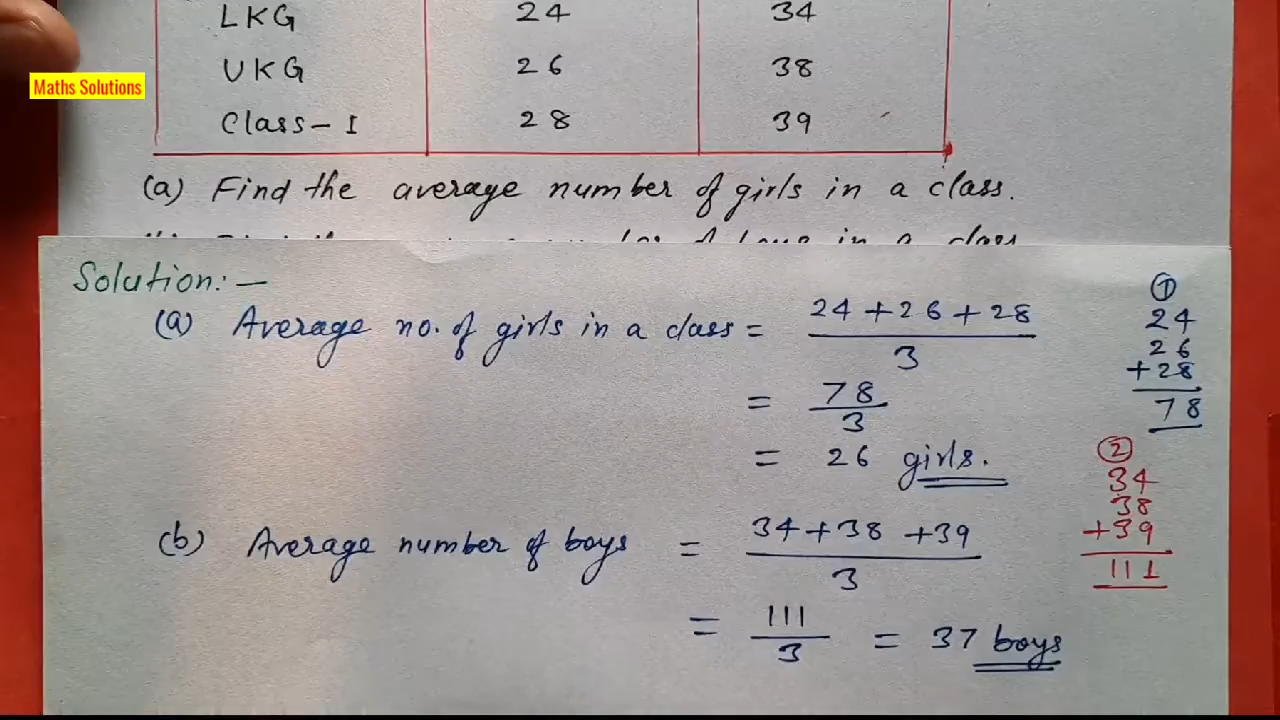 LKG 24 34
UKG 26 38
Maths Solutions
Class-I 28 39
(a) Find the average number of girls in a class.
in a class
Solution:-
(a) Average no. of girls in a class = 24+26+28
3
= 78
3
= 26 girls.
(b) Average number of boys = 34+38+39
3
= 111
3
= 37 boys
①
24
26
+28
78
②
34
38
+39
111